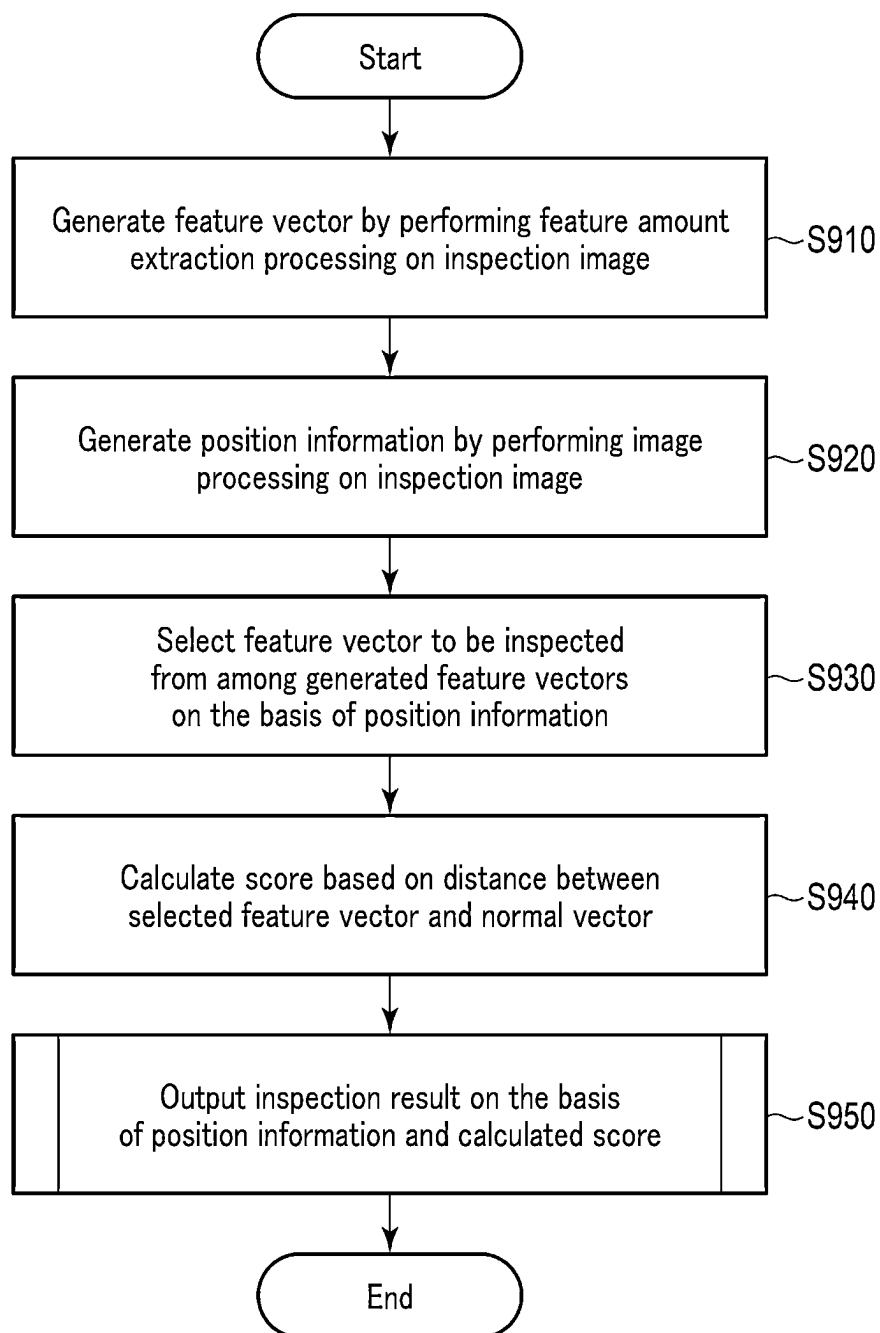 Start
Generate feature vector by performing feature amount
extraction processing on inspection image
S910
Generate position information by performing image
processing on inspection image
S920
Select feature vector to be inspected
from among generated feature vectors
on the basis of position information
S930
Calculate score based on distance between
selected feature vector and normal vector
S940
Output inspection result on the basis
of position information and calculated score
S950
End